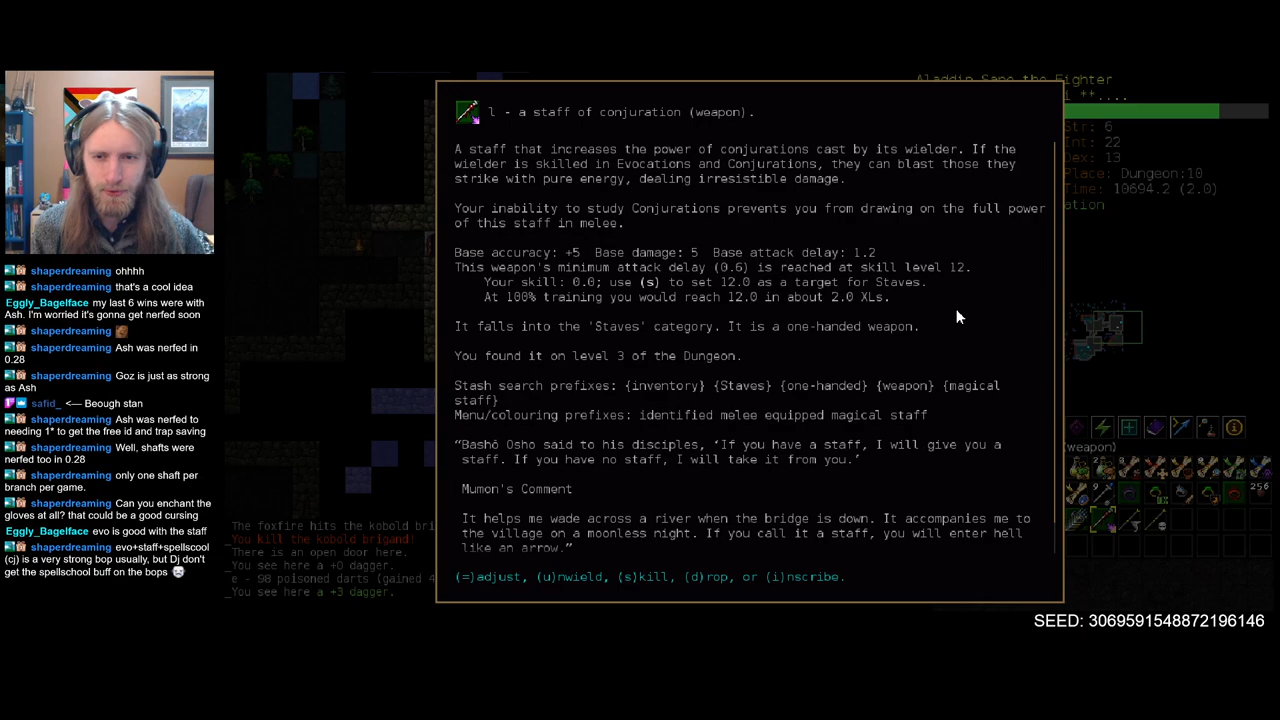 shaperdreaming ohhhh
shaperdreaming
that's a cool idea
Eggly_Bagelface my last 6 wins were with
Ash. I'm worried it's gonna get nerfed soon
shaperdreaming
shaperdreaming Ash was nerfed in
0.28
shaperdreaming Goz is just as strong
as Ash
safid_ <— Beough stan
shaperdreaming Ash was nerfed to
needing 1* to get the free id and trap saving
shaperdreaming Well, shafts were
nerfed too in 0.28
shaperdreaming only one shaft per
branch per game.
shaperdreaming Can you enchant the
gloves at all? that could be a good cursing
Eggly_Bagelface evo is good with the staff
shaperdreaming evo+staff+spellscool
(cj) is a very strong bop usually, but Dj don't
get the spellschool buff on the bops
The foxfire hits the kobold bri
_You kill the kobold brigand!
There is an open door here.
_You see here a +0 dagger.
e - 98 poisoned darts (gained 4
_You see here a +3 dagger.
l - a staff of conjuration (weapon).
A staff that increases the power of conjurations cast by its wielder. If the
wielder is skilled in Evocations and Conjurations, they can blast those they
strike with pure energy, dealing irresistible damage.
Your inability to study Conjurations prevents you from drawing on the full power
of this staff in melee.
Base accuracy: +5 Base damage: 5 Base attack delay: 1.2
This weapon's minimum attack delay (0.6) is reached at skill level 12.
Your skill: 0.0; use (s) to set 12.0 as a target for Staves.
At 100% training you would reach 12.0 in about 2.0 XLs.
It falls into the 'Staves' category. It is a one-handed weapon.
You found it on level 3 of the Dungeon.
Stash search prefixes: {inventory} {Staves} {one-handed} {weapon} {magical
staff}
Menu/colouring prefixes: identified melee equipped magical staff
“Bashō Osho said to his disciples, ‘If you have a staff, I will give you a
staff. If you have no staff, I will take it from you.’
Mumon's Comment
It helps me wade across a river when the bridge is down. It accompanies me to
the village on a moonless night. If you call it a staff, you will enter hell
like an arrow.”
(=)adjust, (u)nwield, (s)kill, (d)rop, or (i)nscribe.
Aladdin Sane the Fighter
i **....
Str: 6
Int: 22
Dex: 13
Place: Dungeon:10
Time: 10694.2 (2.0)
ation
(weapon)
256
SEED: 3069591548872196146